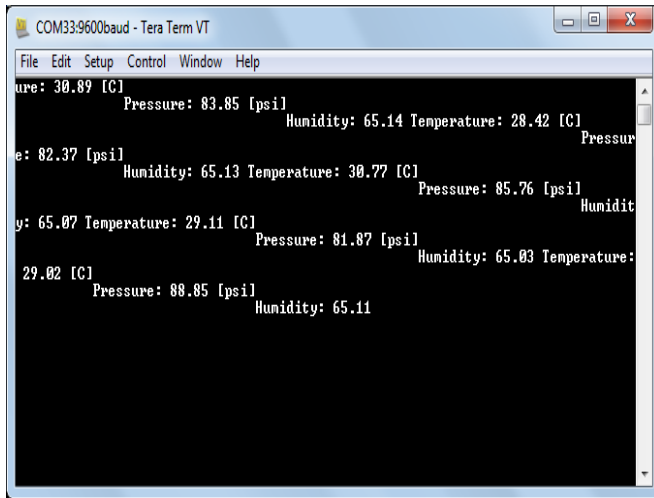 COM33:9600baud - Tera Term VT
File Edit Setup Control Window Help
ure: 30.89 [C]
Pressure: 83.85 [psi]
Humidity: 65.14 Temperature: 28.42 [C]
Pressur
e: 82.37 [psi]
Humidity: 65.13 Temperature: 30.77 [C]
Pressure: 85.76 [psi]
Humidit
y: 65.07 Temperature: 29.11 [C]
Pressure: 81.87 [psi]
Humidity: 65.03 Temperature:
29.02 [C]
Pressure: 88.85 [psi]
Humidity: 65.11